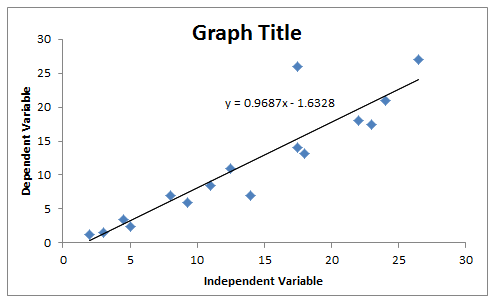 Graph Title
30
25
20
15
10
5
0
Dependent Variable
y = 0.9687x - 1.6328
0 5 10 15 20 25 30
Independent Variable